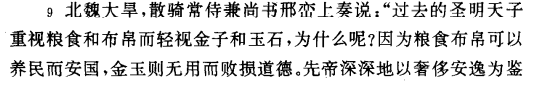 9 北魏大旱，散骑常侍兼尚书邢峦上奏说：“过去的圣明天子
重视粮食和布帛而轻视金子和玉石，为什么呢？因为粮食布帛可以
养民而安国，金玉则无用而败损道德。先帝深深地以奢侈安逸为鉴